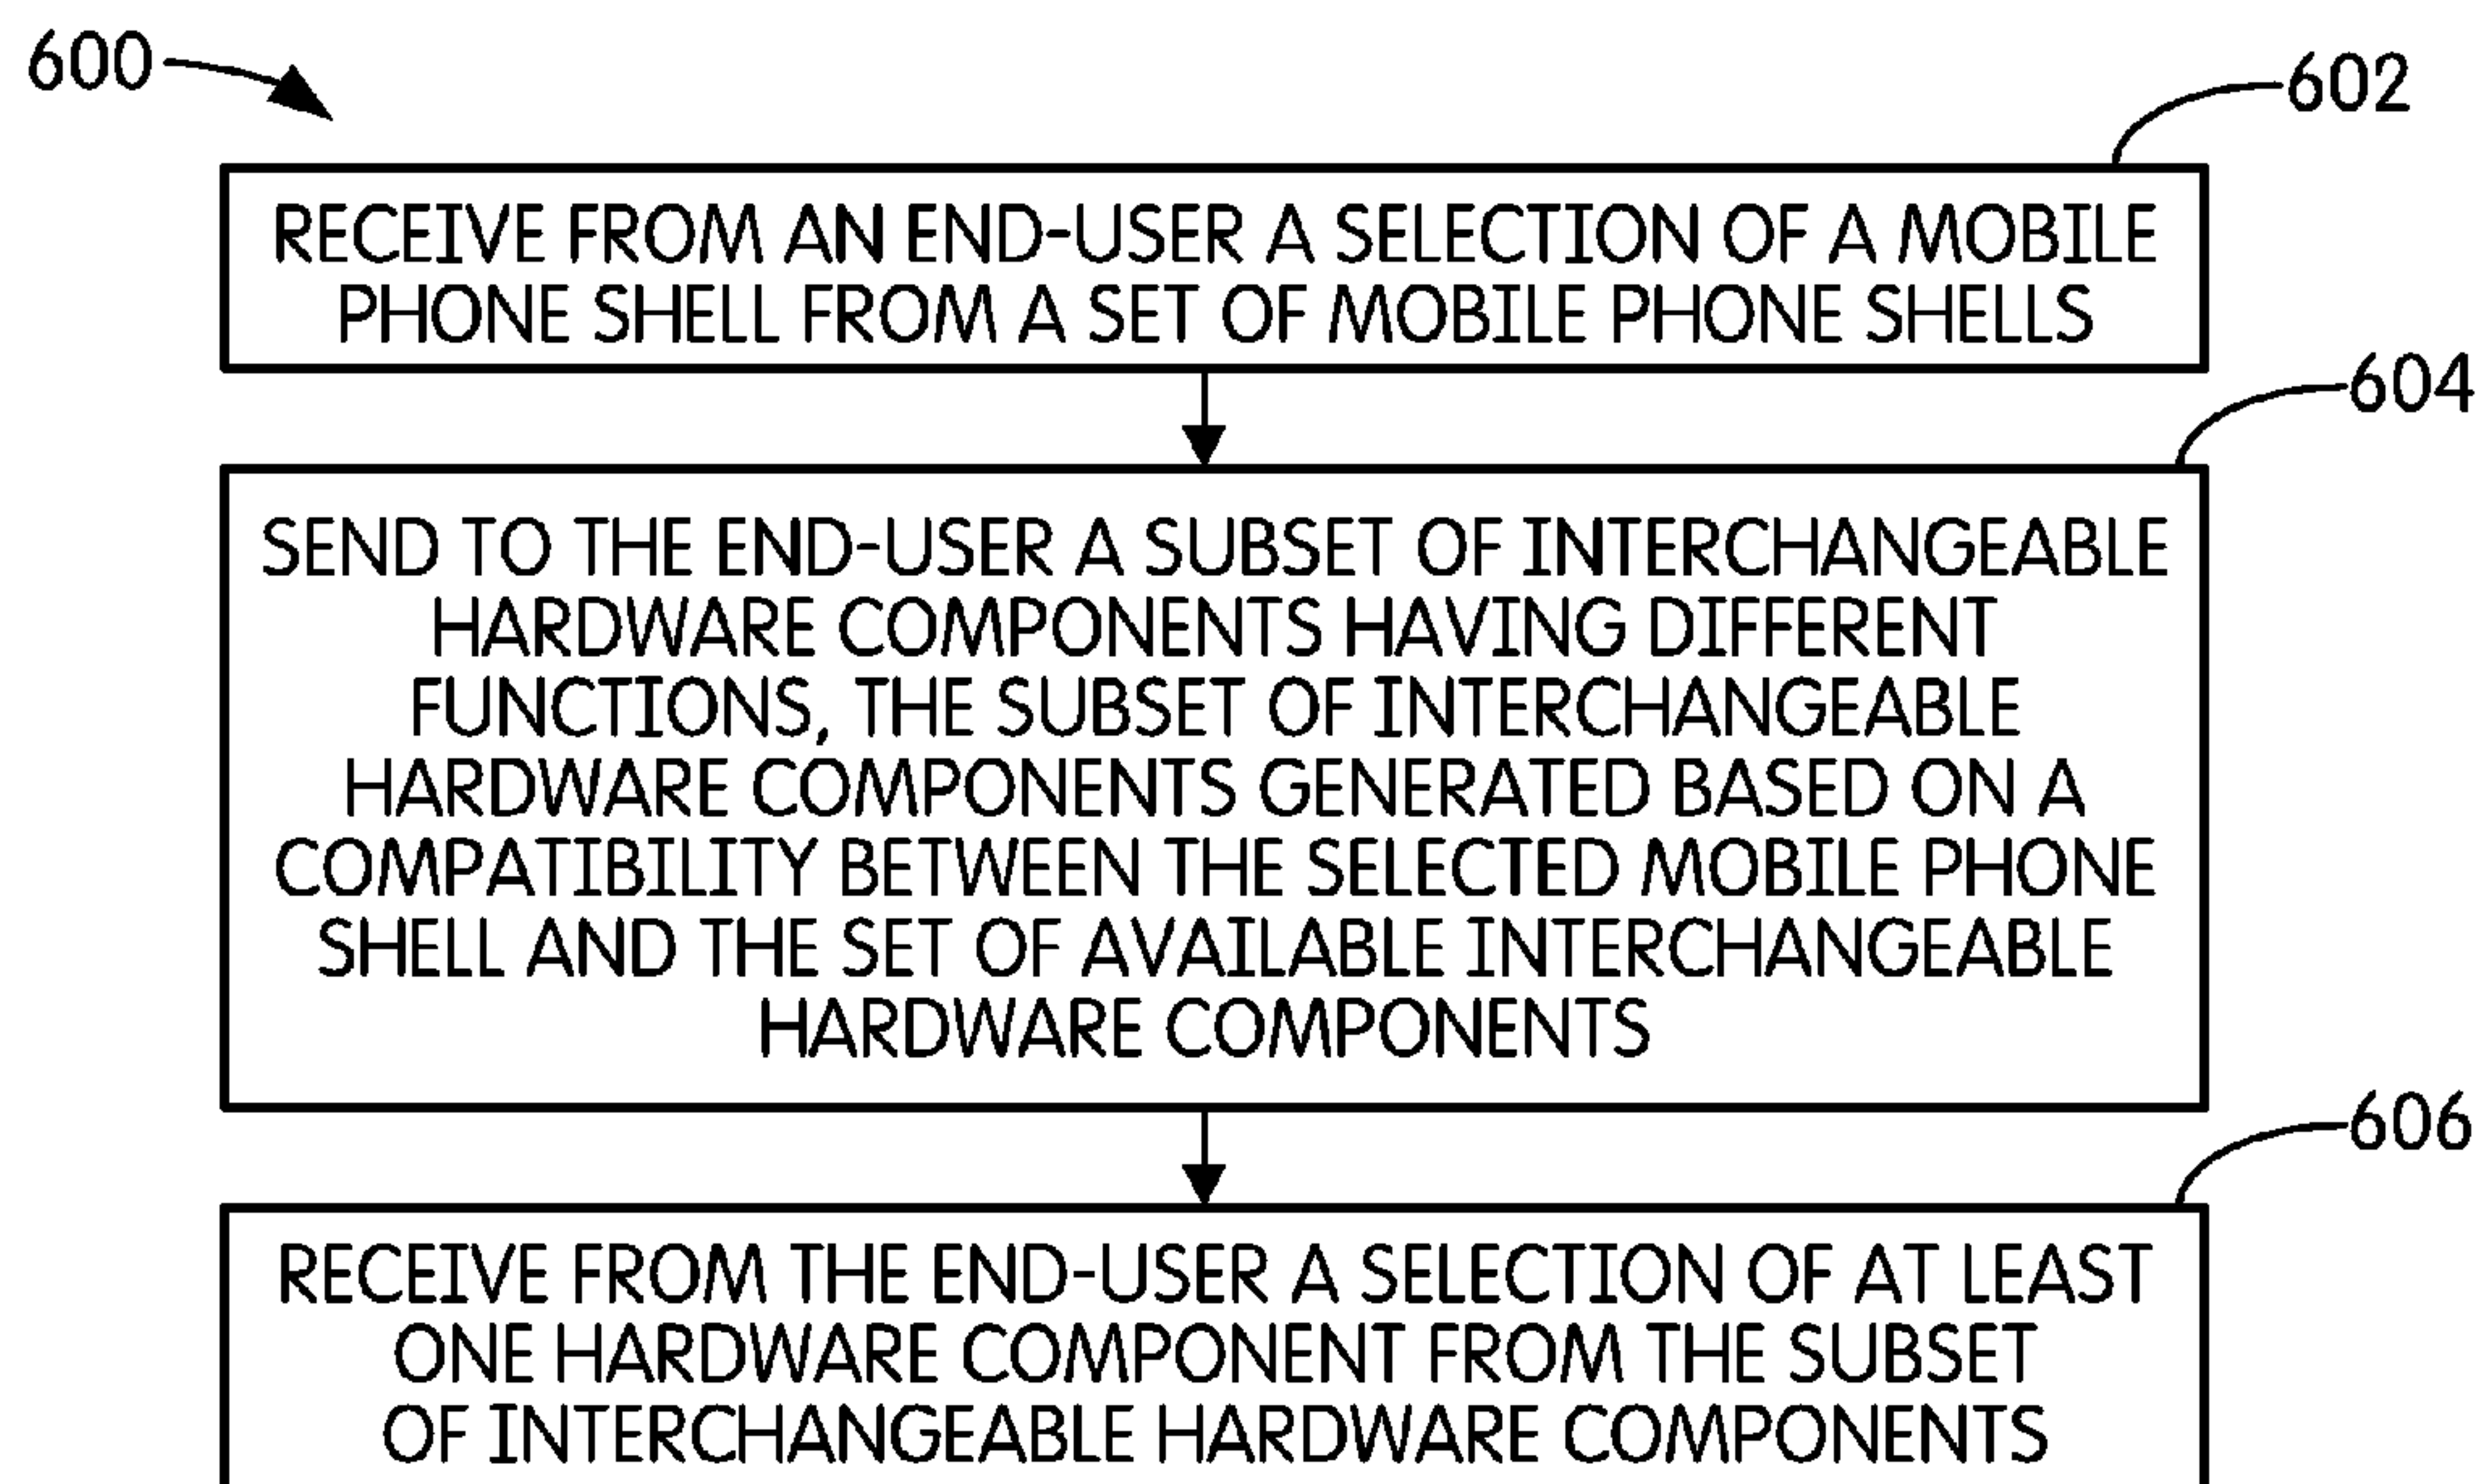 600
602
RECEIVE FROM AN END-USER A SELECTION OF A MOBILE
PHONE SHELL FROM A SET OF MOBILE PHONE SHELLS
604
SEND TO THE END-USER A SUBSET OF INTERCHANGEABLE
HARDWARE COMPONENTS HAVING DIFFERENT
FUNCTIONS, THE SUBSET OF INTERCHANGEABLE
HARDWARE COMPONENTS GENERATED BASED ON A
COMPATIBILITY BETWEEN THE SELECTED MOBILE PHONE
SHELL AND THE SET OF AVAILABLE INTERCHANGEABLE
HARDWARE COMPONENTS
606
RECEIVE FROM THE END-USER A SELECTION OF AT LEAST
ONE HARDWARE COMPONENT FROM THE SUBSET
OF INTERCHANGEABLE HARDWARE COMPONENTS